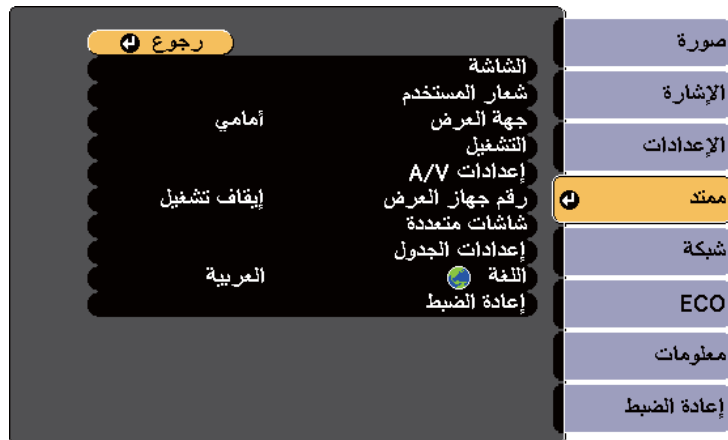 صورة
الإشارة
الإعدادات
ممتد
شبكة
ECO
معلومات
إعادة الضبط
رجوع
الشاشة
شعار المستخدم
جهة العرض أمامي
التشغيل
إعدادات A/V
رقم جهاز العرض إيقاف تشغيل
شاشات متعددة
إعدادات الجدول
اللغة العربية
إعادة الضبط